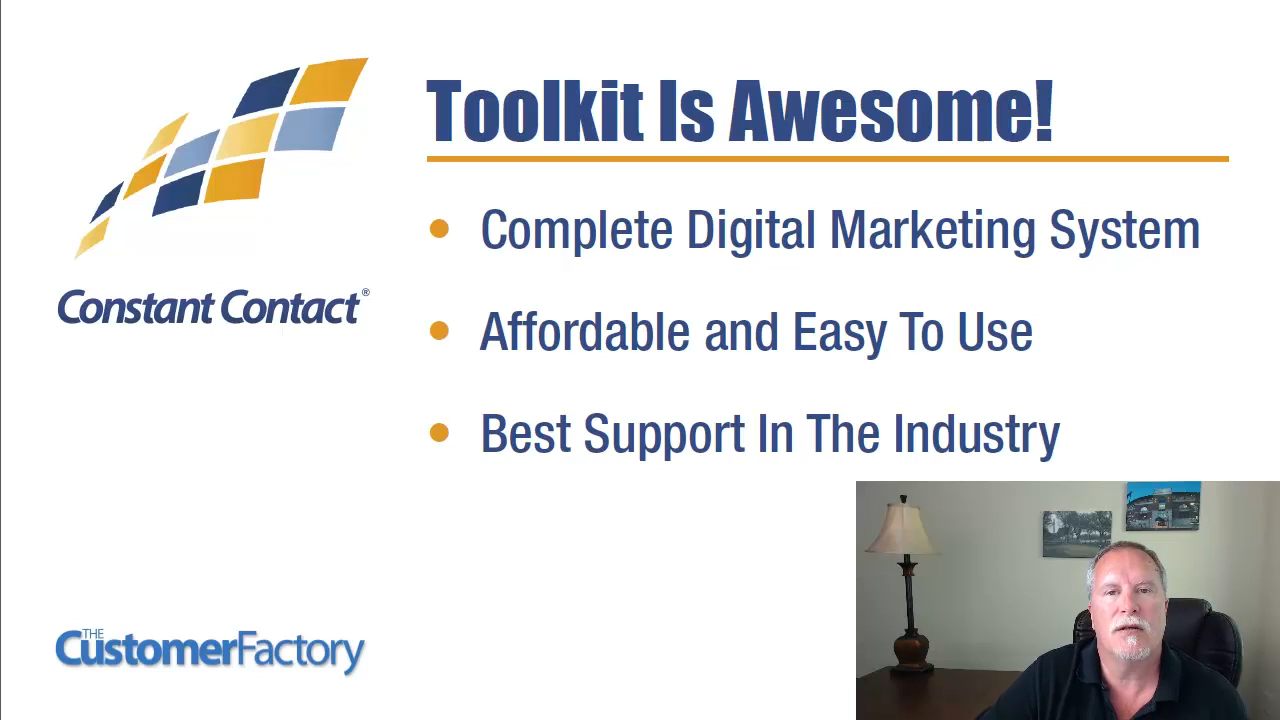 Toolkit Is Awesome!
• Complete Digital Marketing System
• Affordable and Easy To Use
• Best Support In The Industry
Constant Contact®
THE
CustomerFactory